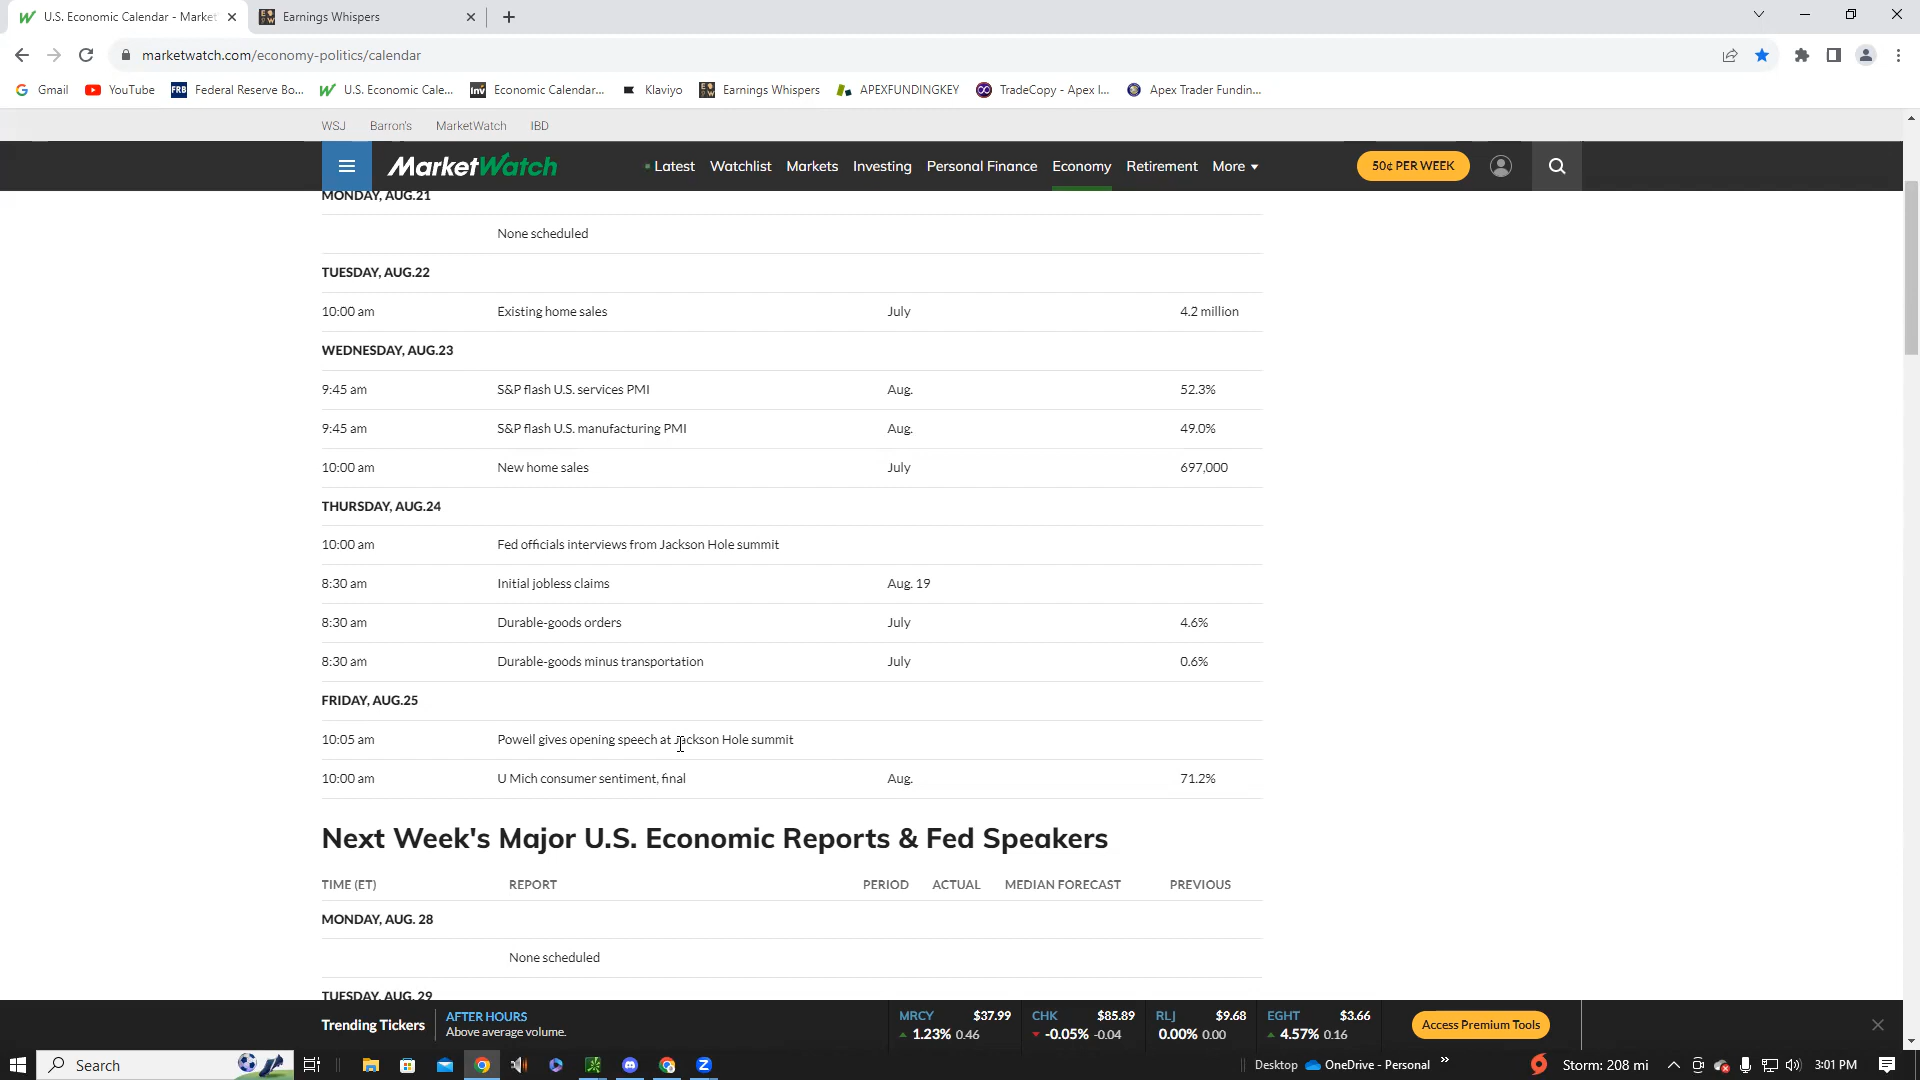 U.S. Economic Calendar - Market
Earnings Whispers
marketwatch.com/economy-politics/calendar
Gmail
YouTube
FRB Federal Reserve Bo...
U.S. Economic Cale...
Inv Economic Calendar...
Klaviyo
Earnings Whispers
APEXFUNDINGKEY
TradeCopy - Apex I...
Apex Trader Fundin...
WSJ Barron's MarketWatch IBD
MarketWatch
Latest Watchlist Markets Investing Personal Finance Economy Retirement More
50¢ PER WEEK
MONDAY, AUG.21
None scheduled
TUESDAY, AUG.22
10:00 am Existing home sales July 4.2 million
WEDNESDAY, AUG.23
9:45 am S&P flash U.S. services PMI Aug. 52.3%
9:45 am S&P flash U.S. manufacturing PMI Aug. 49.0%
10:00 am New home sales July 697,000
THURSDAY, AUG.24
10:00 am Fed officials interviews from Jackson Hole summit
8:30 am Initial jobless claims Aug. 19
8:30 am Durable-goods orders July 4.6%
8:30 am Durable-goods minus transportation July 0.6%
FRIDAY, AUG.25
10:05 am Powell gives opening speech at Jackson Hole summit
10:00 am U Mich consumer sentiment, final Aug. 71.2%
Next Week's Major U.S. Economic Reports & Fed Speakers
TIME (ET) REPORT PERIOD ACTUAL MEDIAN FORECAST PREVIOUS
MONDAY, AUG. 28
None scheduled
TUESDAY, AUG. 29
Trending Tickers
AFTER HOURS
Above average volume.
MRCY $37.99
1.23% 0.46
CHK $85.89
-0.05% -0.04
RLJ $9.68
0.00% 0.00
EGHT $3.66
4.57% 0.16
Access Premium Tools
Search
Desktop
OneDrive - Personal
Storm: 208 mi
3:01 PM